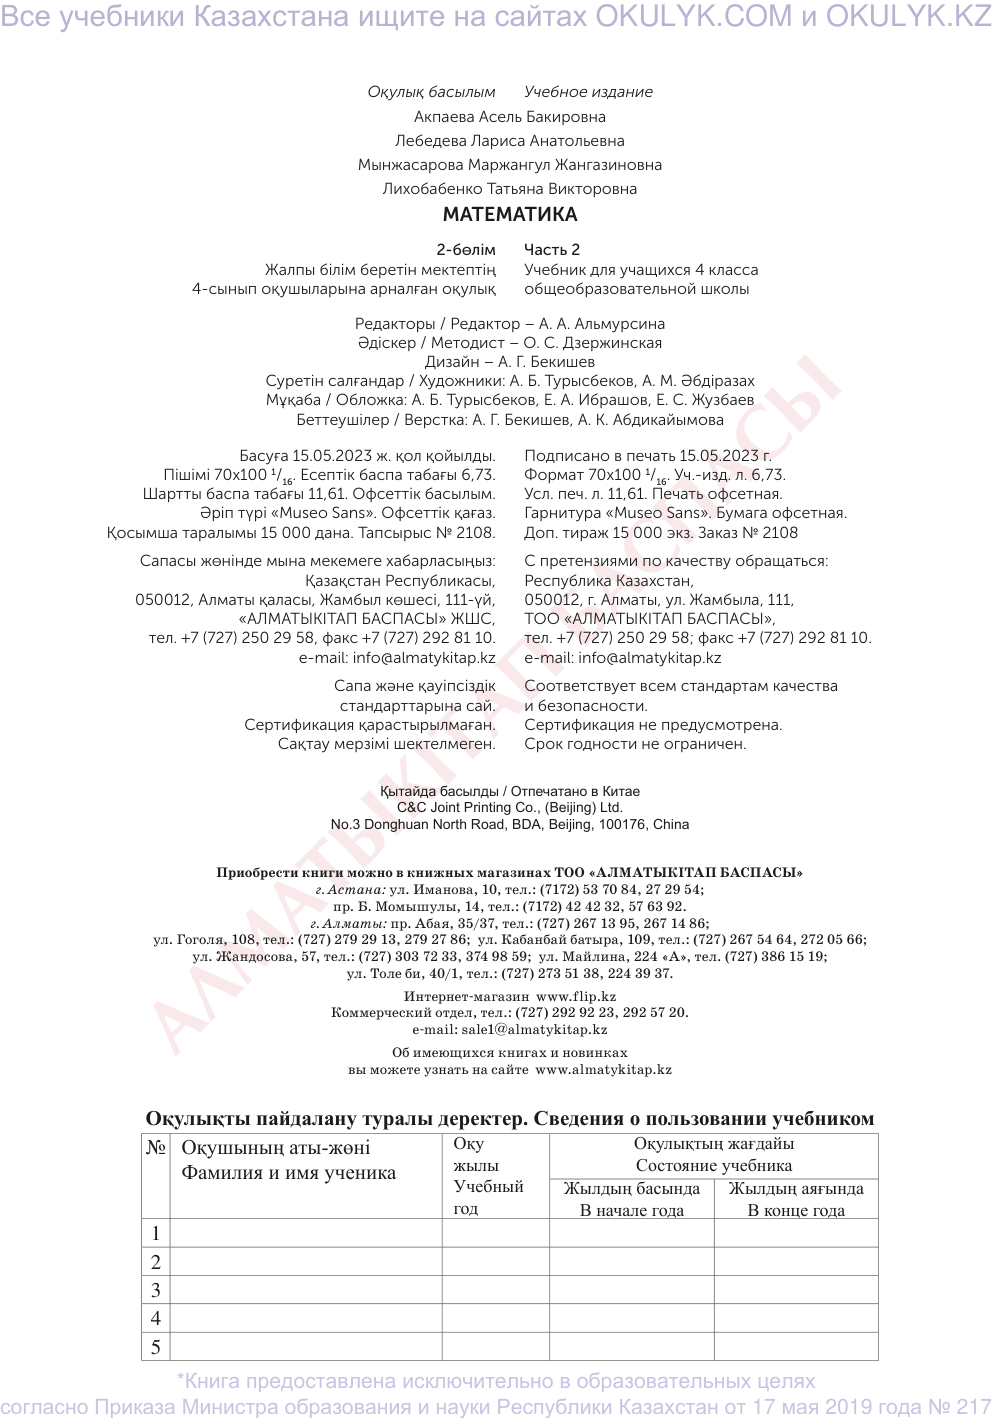 Все учебники Казахстана ищите на сайтах OKULYK.COM и OKULYK.KZ
Оқулық басылым Учебное издание
Акпаева Асель Бакировна
Лебедева Лариса Анатольевна
Мынжасарова Маржангул Жангазиновна
Лихобабенко Татьяна Викторовна
МАТЕМАТИКА
2-бөлім
Жалпы білім беретін мектептің
4-сынып оқушыларына арналған оқулық
Часть 2
Учебник для учащихся 4 класса
общеобразовательной школы
Редакторы / Редактор – А. А. Альмурсина
Әдіскер / Методист – О. С. Дзержинская
Дизайн – А. Г. Бекишев
Суретін салғандар / Художники: А. Б. Турысбеков, А. М. Әбдіразах
Мұқаба / Обложка: А. Б. Турысбеков, Е. А. Ибрашов, Е. С. Жузбаев
Беттеушілер / Верстка: А. Г. Бекишев, А. К. Абдикайымова
Басуға 15.05.2023 ж. қол қойылды.
Пішімі 70x100 1/16. Есептік баспа табағы 6,73.
Шартты баспа табағы 11,61. Офсеттік басылым.
Әріп түрі «Museo Sans». Офсеттік қағаз.
Қосымша таралымы 15 000 дана. Тапсырыс № 2108.
Подписано в печать 15.05.2023 г.
Формат 70x100 1/16. Уч.-изд. л. 6,73.
Усл. печ. л. 11,61. Печать офсетная.
Гарнитура «Museo Sans». Бумага офсетная.
Доп. тираж 15 000 экз. Заказ № 2108
Сапасы жөнінде мына мекемеге хабарласыңыз:
Қазақстан Республикасы,
050012, Алматы қаласы, Жамбыл көшесі, 111-үй,
«АЛМАТЫКІТАП БАСПАСЫ» ЖШС,
тел. +7 (727) 250 29 58, факс +7 (727) 292 81 10.
e-mail: info@almatykitap.kz
С претензиями по качеству обращаться:
Республика Казахстан,
050012, г. Алматы, ул. Жамбыла, 111,
ТОО «АЛМАТЫКІТАП БАСПАСЫ»,
тел. +7 (727) 250 29 58; факс +7 (727) 292 81 10.
e-mail: info@almatykitap.kz
Сапа және қауіпсіздік
стандарттарына сай.
Сертификация қарастырылмаған.
Сақтау мерзімі шектелмеген.
Соответствует всем стандартам качества
и безопасности.
Сертификация не предусмотрена.
Срок годности не ограничен.
Қытайда басылды / Отпечатано в Китае
C&C Joint Printing Co., (Beijing) Ltd.
No.3 Donghuan North Road, BDA, Beijing, 100176, China
Приобрести книги можно в книжных магазинах ТОО «АЛМАТЫКІТАП БАСПАСЫ»
г. Астана: ул. Иманова, 10, тел.: (7172) 53 70 84, 27 29 54;
пр. Б. Момышулы, 14, тел.: (7172) 42 42 32, 57 63 92.
г. Алматы: пр. Абая, 35/37, тел.: (727) 267 13 95, 267 14 86;
ул. Гоголя, 108, тел.: (727) 279 29 13, 279 27 86; ул. Кабанбай батыра, 109, тел.: (727) 267 54 64, 272 05 66;
ул. Жандосова, 57, тел.: (727) 303 72 33, 374 98 59; ул. Майлина, 224 «А», тел. (727) 386 15 19;
ул. Толе би, 40/1, тел.: (727) 273 51 38, 224 39 37.
Интернет-магазин www.flip.kz
Коммерческий отдел, тел.: (727) 292 92 23, 292 57 20.
e-mail: sale1@almatykitap.kz
Об имеющихся книгах и новинках
вы можете узнать на сайте www.almatykitap.kz
АЛМАТЫКІТАП БАСПАСЫ
Оқулықты пайдалану туралы деректер. Сведения о пользовании учебником
№
Оқушының аты-жөні
Фамилия и имя ученика
Оқу
жылы
Учебный
год
Оқулықтың жағдайы
Состояние учебника
Жылдың басында
В начале года
Жылдың аяғында
В конце года
1
2
3
4
5
*Книга предоставлена исключительно в образовательных целях
согласно Приказа Министра образования и науки Республики Казахстан от 17 мая 2019 года № 217